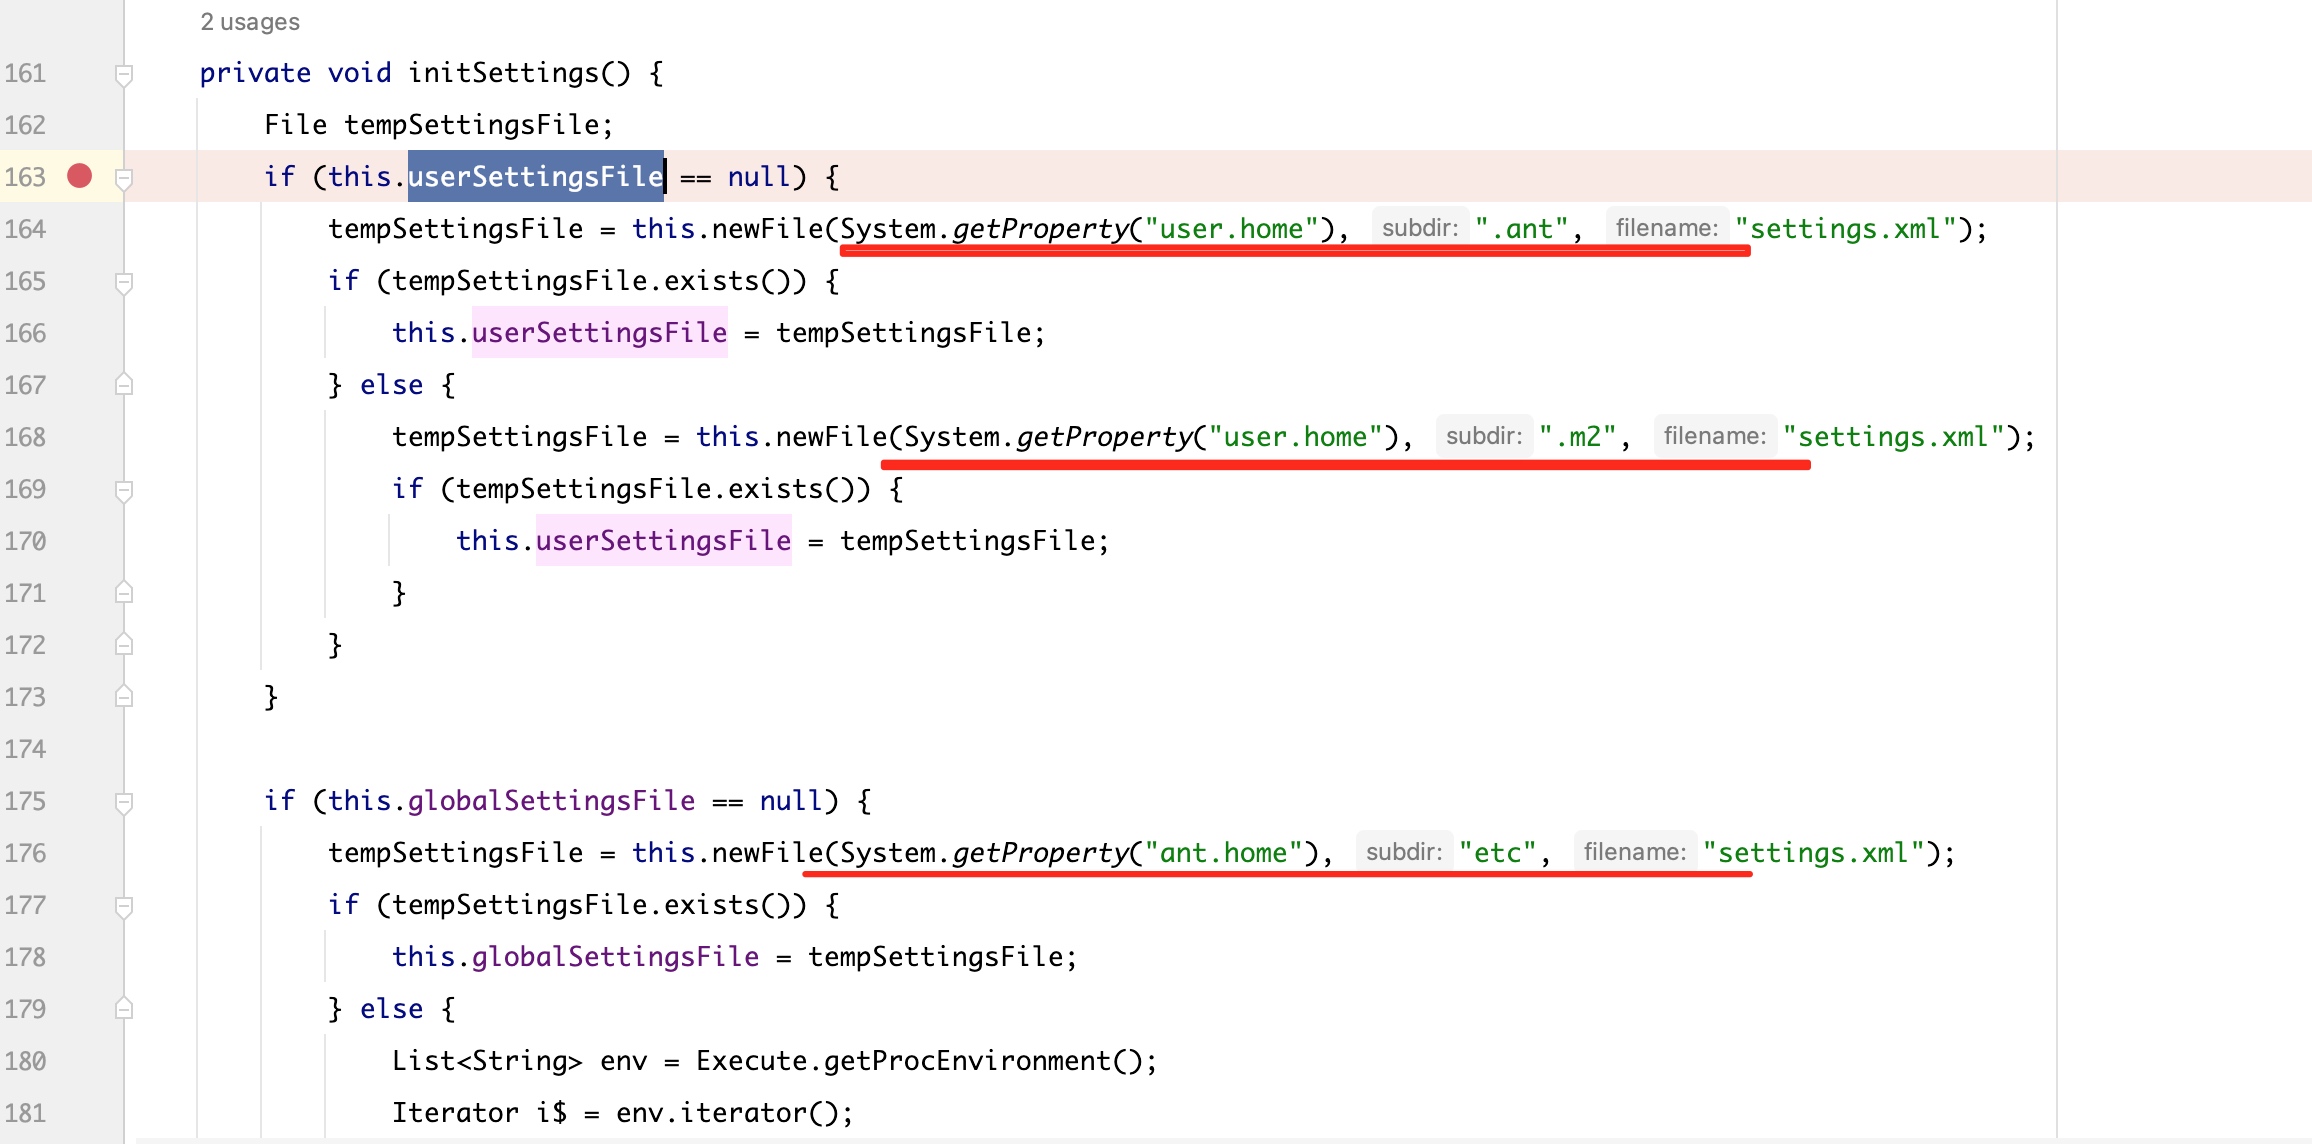 2 usages
161 private void initSettings() {
162 File tempSettingsFile;
163 if (this.userSettingsFile == null) {
164 tempSettingsFile = this.newFile(System.getProperty("user.home"), subdir: ".ant", filename: "settings.xml");
165 if (tempSettingsFile.exists()) {
166 this.userSettingsFile = tempSettingsFile;
167 } else {
168 tempSettingsFile = this.newFile(System.getProperty("user.home"), subdir: ".m2", filename: "settings.xml");
169 if (tempSettingsFile.exists()) {
170 this.userSettingsFile = tempSettingsFile;
171 }
172 }
173 }
174
175 if (this.globalSettingsFile == null) {
176 tempSettingsFile = this.newFile(System.getProperty("ant.home"), subdir: "etc", filename: "settings.xml");
177 if (tempSettingsFile.exists()) {
178 this.globalSettingsFile = tempSettingsFile;
179 } else {
180 List<String> env = Execute.getProcEnvironment();
181 Iterator i$ = env.iterator();